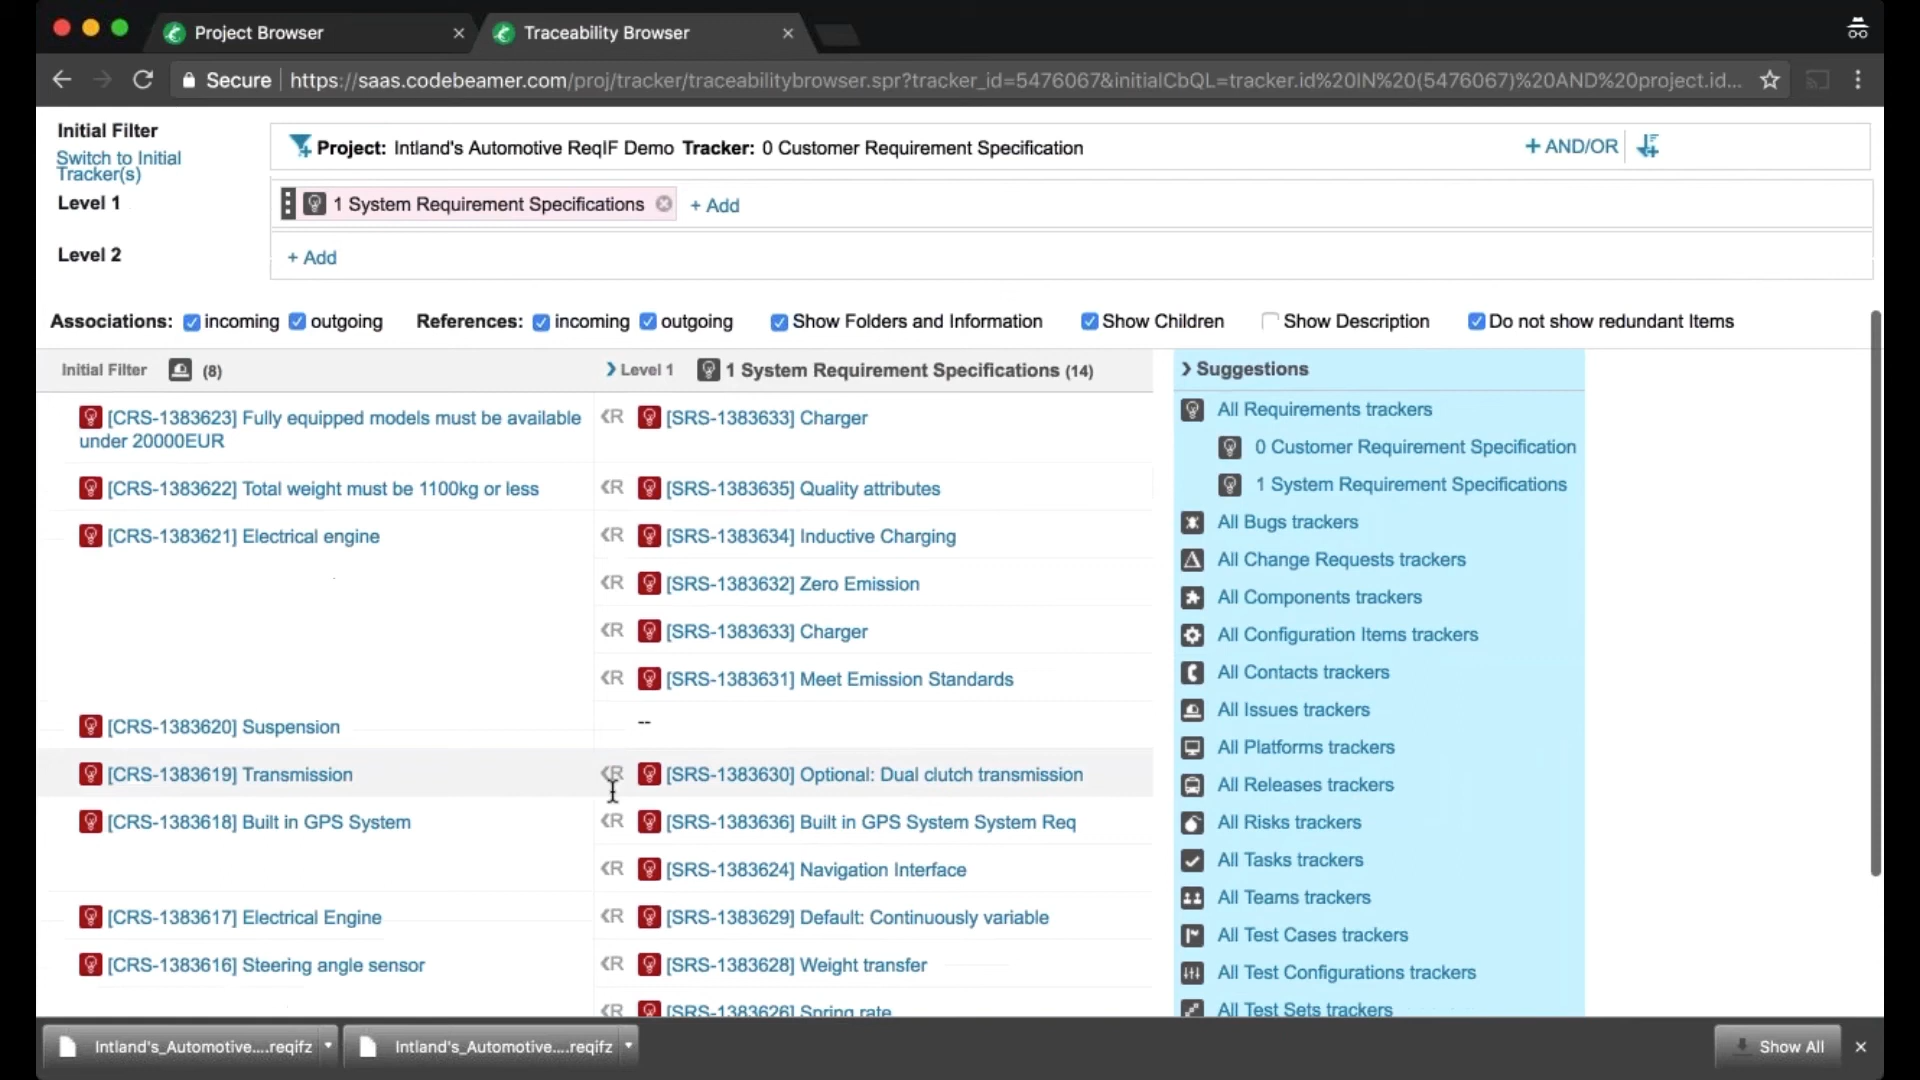 Project Browser
Traceability Browser
Secure
https://saas.codebeamer.com/proj/tracker/traceabilitybrowser.spr?tracker_id=5476067&initialCbQL=tracker.id%20IN%20(5476067)%20AND%20project.id...
Initial Filter
Switch to Initial
Tracker(s)
Project: Intland's Automotive ReqIF Demo Tracker: 0 Customer Requirement Specification
+ AND/OR
Level 1
1 System Requirement Specifications
+ Add
Level 2
+ Add
Associations: incoming outgoing References: incoming outgoing Show Folders and Information Show Children Show Description Do not show redundant Items
Initial Filter (8)
Level 1 1 System Requirement Specifications (14)
Suggestions
[CRS-1383623] Fully equipped models must be available
under 20000EUR
R [SRS-1383633] Charger
[CRS-1383622] Total weight must be 1100kg or less
R [SRS-1383635] Quality attributes
[CRS-1383621] Electrical engine
R [SRS-1383634] Inductive Charging
R [SRS-1383632] Zero Emission
R [SRS-1383633] Charger
R [SRS-1383631] Meet Emission Standards
[CRS-1383620] Suspension
--
[CRS-1383619] Transmission
R [SRS-1383630] Optional: Dual clutch transmission
[CRS-1383618] Built in GPS System
R [SRS-1383636] Built in GPS System System Req
R [SRS-1383624] Navigation Interface
[CRS-1383617] Electrical Engine
R [SRS-1383629] Default: Continuously variable
[CRS-1383616] Steering angle sensor
R [SRS-1383628] Weight transfer
R [SRS-1383626] Spring rate
All Requirements trackers
0 Customer Requirement Specification
1 System Requirement Specifications
All Bugs trackers
All Change Requests trackers
All Components trackers
All Configuration Items trackers
All Contacts trackers
All Issues trackers
All Platforms trackers
All Releases trackers
All Risks trackers
All Tasks trackers
All Teams trackers
All Test Cases trackers
All Test Configurations trackers
All Test Sets trackers
Intland's_Automotive....reqifz
Intland's_Automotive....reqifz
Show All